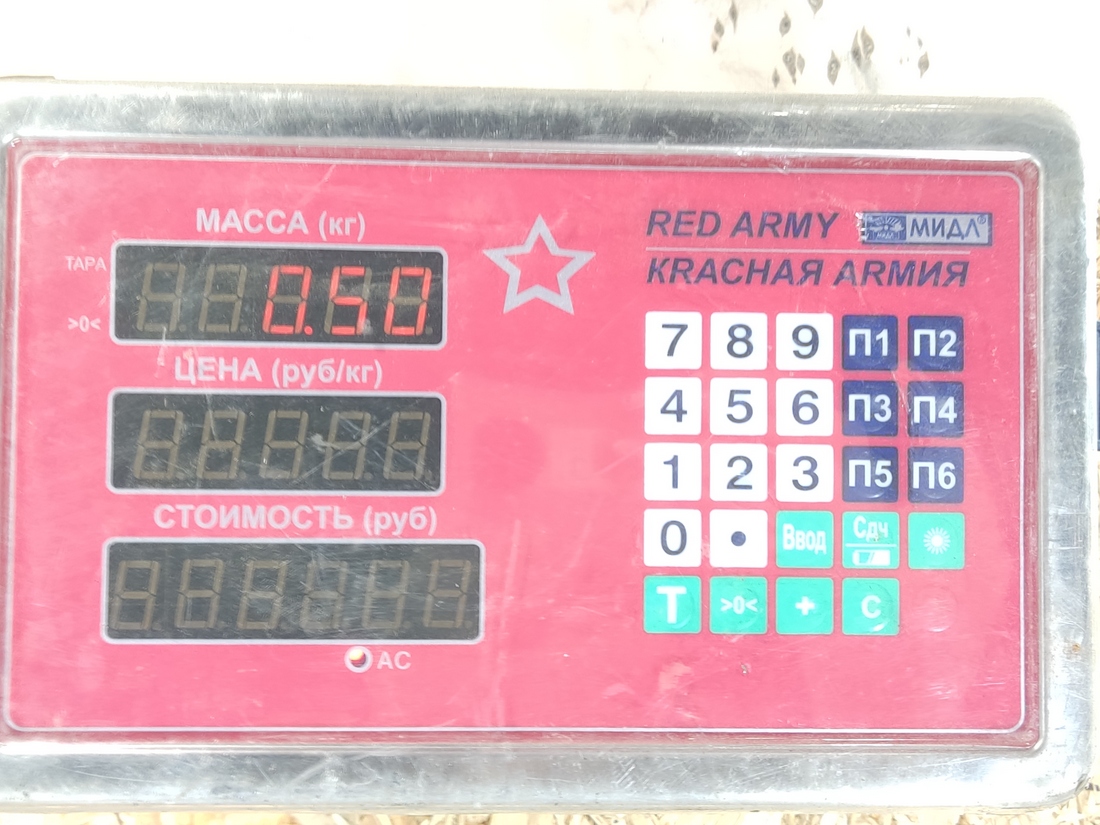 МАССА (кг)
ТАРА
0.50
>0<
ЦЕНА (руб/кг)
СТОИМОСТЬ (руб)
AC
RED ARMY МИДЛ®
KRACHAЯ ARMИЯ
7 8 9 П1 П2
4 5 6 П3 П4
1 2 3 П5 П6
0 • Ввод Сдч
T >0< + C